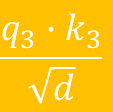 q₃ · k₃
√d